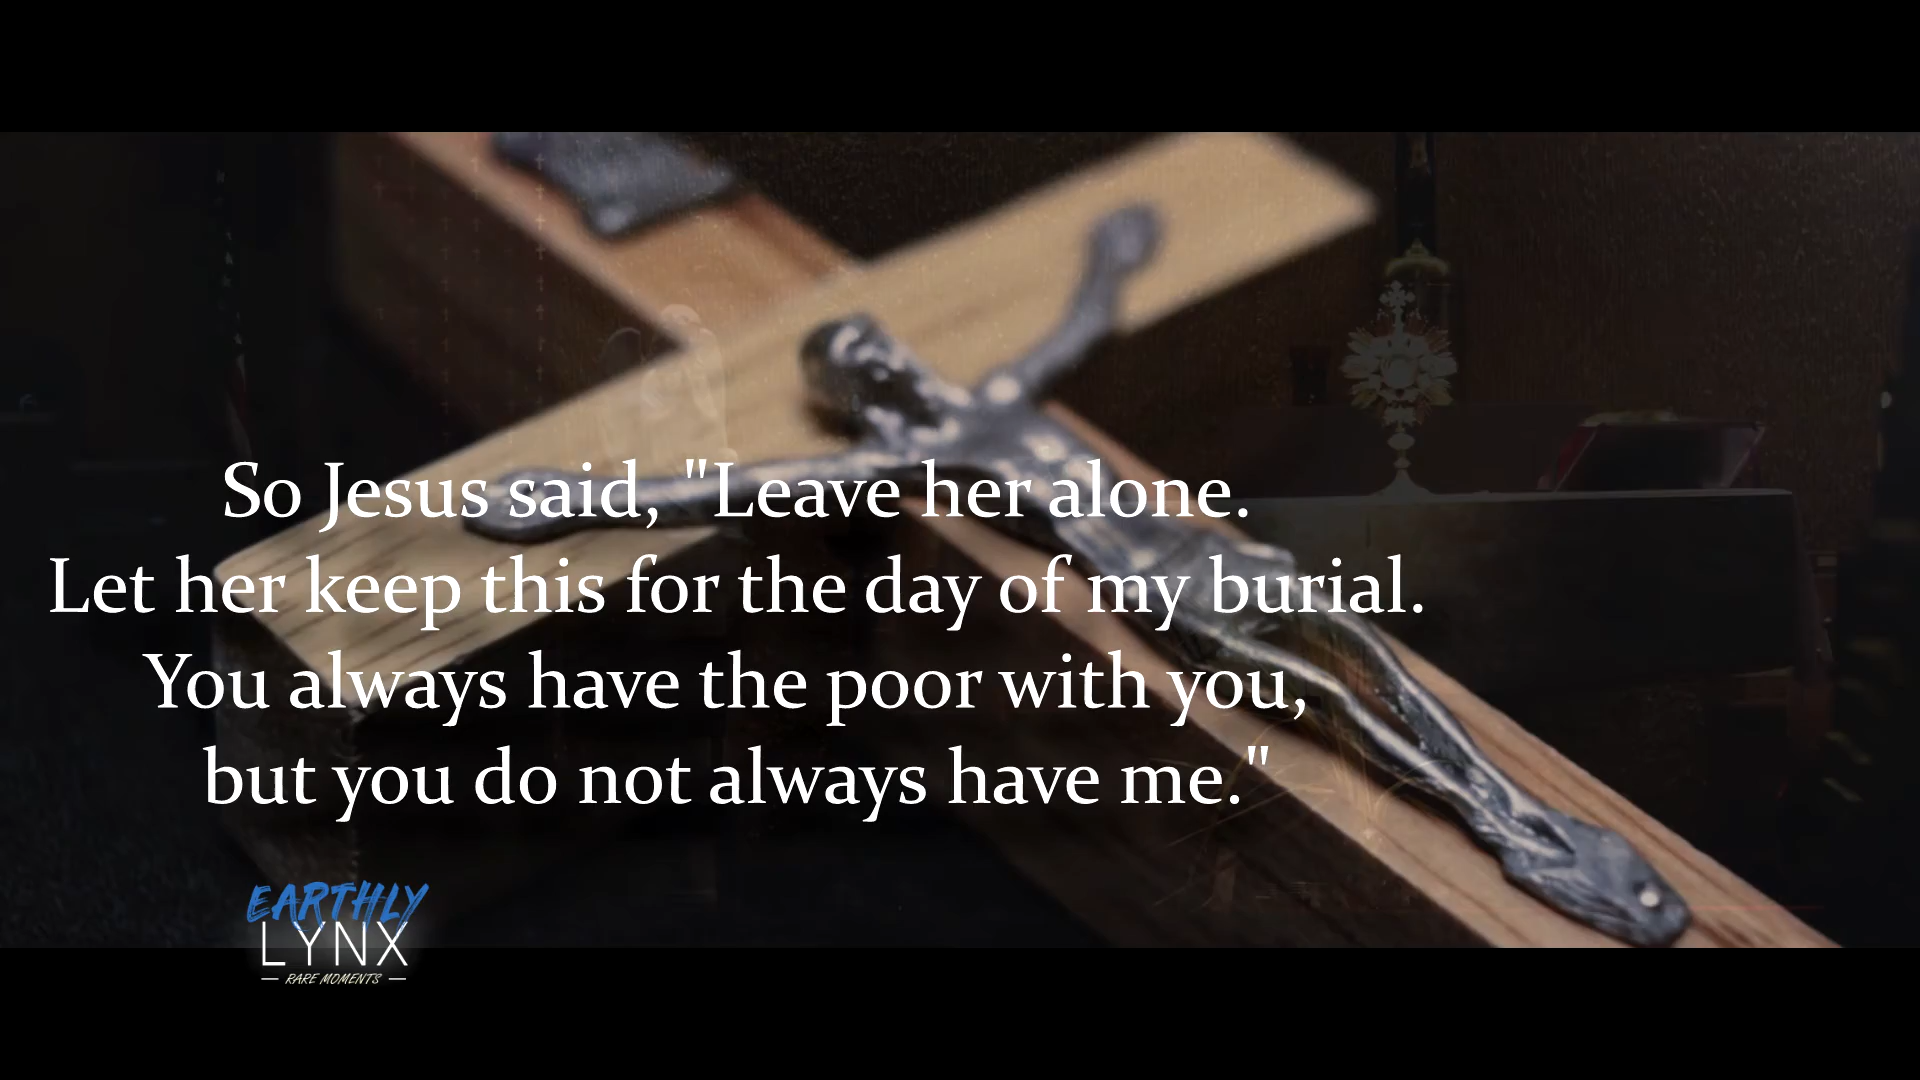 So Jesus said, "Leave her alone.
Let her keep this for the day of my burial.
You always have the poor with you,
but you do not always have me."
EARTHLY
LYNX
RARE MOMENTS